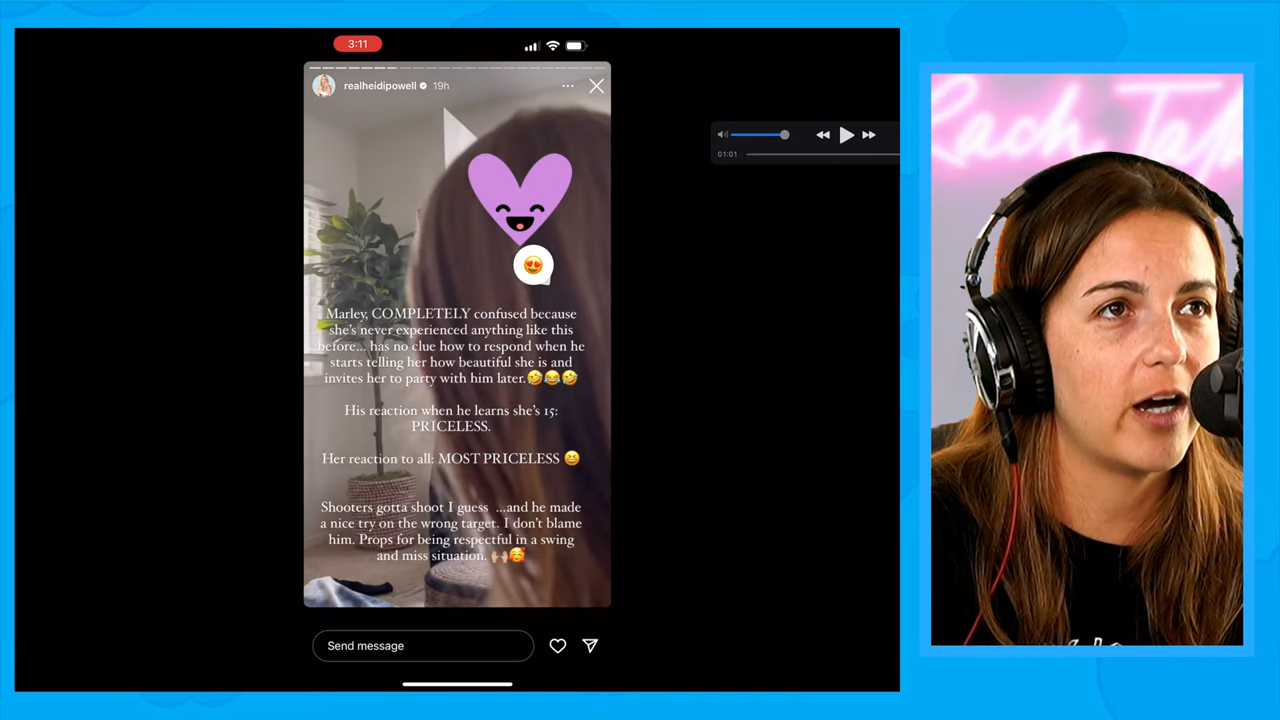 3:11
realheidipowell 19h
Marley, COMPLETELY confused because
she's never experienced anything like this
before... has no clue how to respond when he
starts telling her how beautiful she is and
invites her to party with him later.🤣😂🤣
His reaction when he learns she's 15:
PRICELESS.
Her reaction to all: MOST PRICELESS 😆
Shooters gotta shoot I guess ...and he made
a nice try on the wrong target. I don't blame
him. Props for being respectful in a swing
and miss situation. 🙌🏼🥰
Send message
01:01
Rach Talk